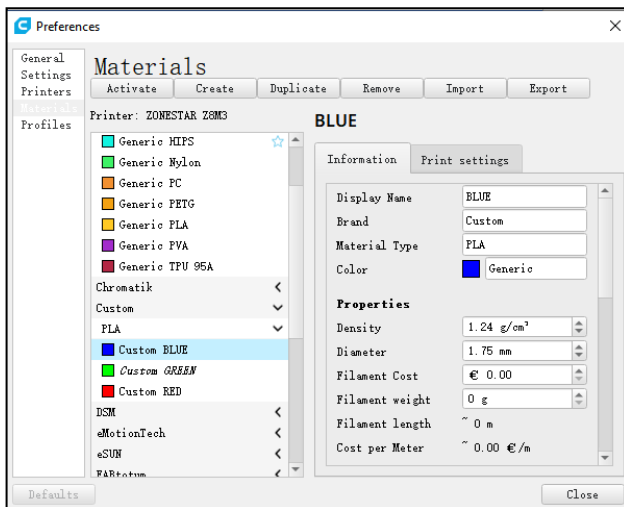 Preferences
General
Settings
Printers
Materials
Profiles
Materials
Activate Create Duplicate Remove Import Export
Printer: ZONESTAR Z8M3
Generic HIPS
Generic Nylon
Generic PC
Generic PETG
Generic PLA
Generic PVA
Generic TPU 95A
Chromatik
Custom
PLA
Custom BLUE
Custom GREEN
Custom RED
DSM
eMotionTech
eSUN
FABtotum
BLUE
Information Print settings
Display Name BLUE
Brand Custom
Material Type PLA
Color Generic
Properties
Density 1.24 g/cm³
Diameter 1.75 mm
Filament Cost € 0.00
Filament weight 0 g
Filament length ~ 0 m
Cost per Meter ~ 0.00 €/m
Defaults Close